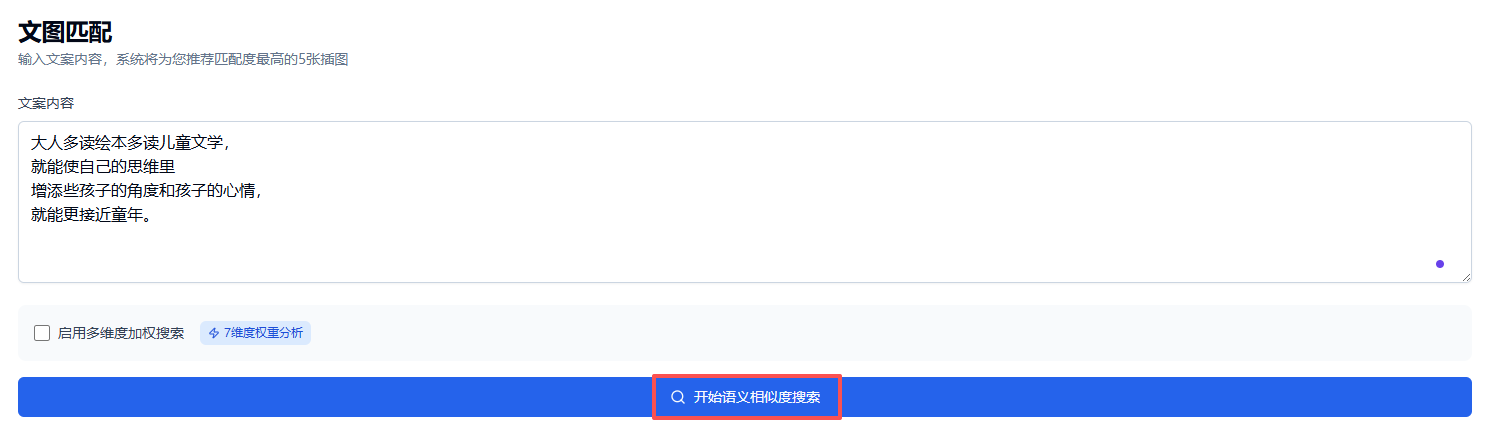 文图匹配
输入文案内容，系统将为您推荐匹配度最高的5张插图
文案内容
大人多读绘本多读儿童文学，
就能使自己的思维里
增添些孩子的角度和孩子的心情，
就能更接近童年。
启用多维度加权搜索 7维度权重分析
开始语义相似度搜索